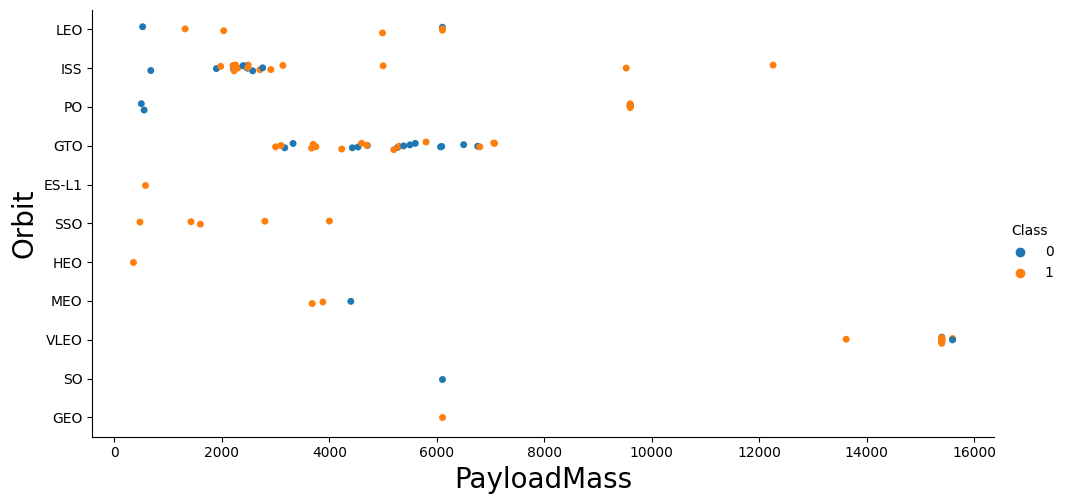 LEO
ISS
PO
GTO
ES-L1
SSO
HEO
MEO
VLEO
SO
GEO
Orbit
0 2000 4000 6000 8000 10000 12000 14000 16000
PayloadMass
Class
0
1